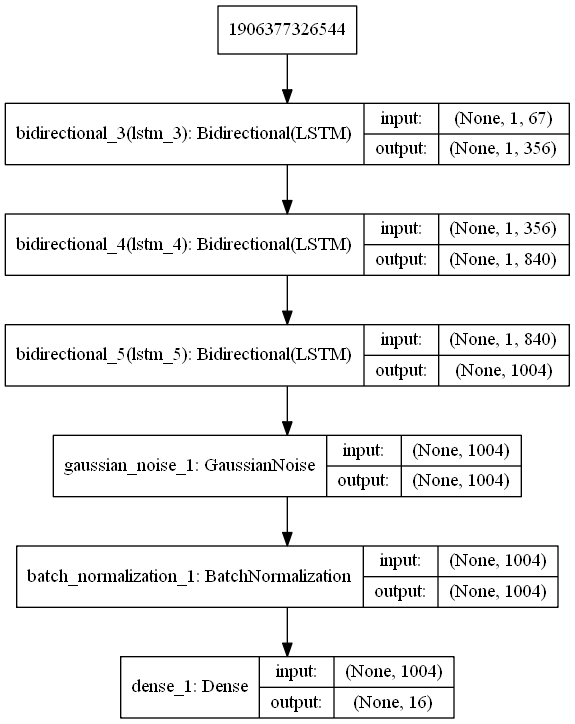 1906377326544
bidirectional_3(lstm_3): Bidirectional(LSTM)
input: (None, 1, 67)
output: (None, 1, 356)
bidirectional_4(lstm_4): Bidirectional(LSTM)
input: (None, 1, 356)
output: (None, 1, 840)
bidirectional_5(lstm_5): Bidirectional(LSTM)
input: (None, 1, 840)
output: (None, 1004)
gaussian_noise_1: GaussianNoise
input: (None, 1004)
output: (None, 1004)
batch_normalization_1: BatchNormalization
input: (None, 1004)
output: (None, 1004)
dense_1: Dense
input: (None, 1004)
output: (None, 16)